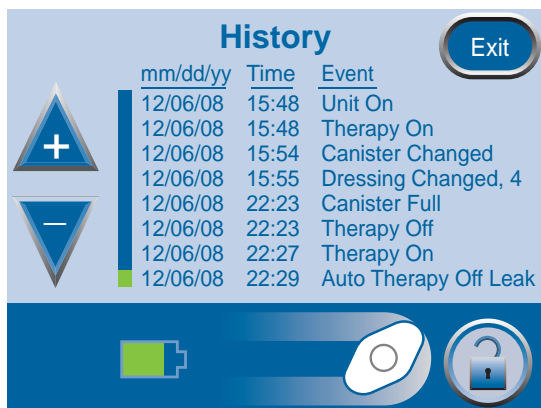 History
Exit
mm/dd/yy Time Event
12/06/08 15:48 Unit On
12/06/08 15:48 Therapy On
12/06/08 15:54 Canister Changed
12/06/08 15:55 Dressing Changed, 4
12/06/08 22:23 Canister Full
12/06/08 22:23 Therapy Off
12/06/08 22:27 Therapy On
12/06/08 22:29 Auto Therapy Off Leak
+
−